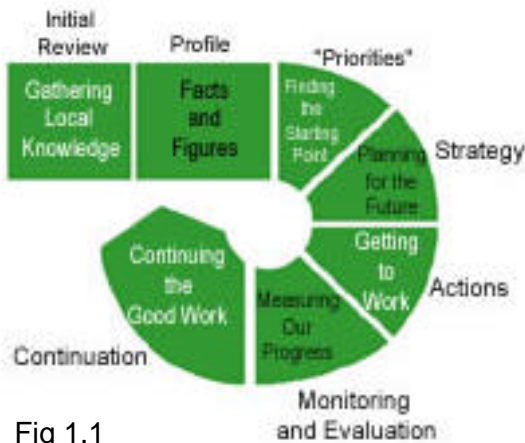 Initial
Review
Profile
"Priorities"
Gathering
Local
Knowledge
Facts
and
Figures
Finding
the
Starting
Point
Planning
for the
Future
Strategy
Getting
to
Work
Actions
Measuring
Our
Progress
Monitoring
and Evaluation
Continuing
the
Good Work
Continuation
Fig 1.1